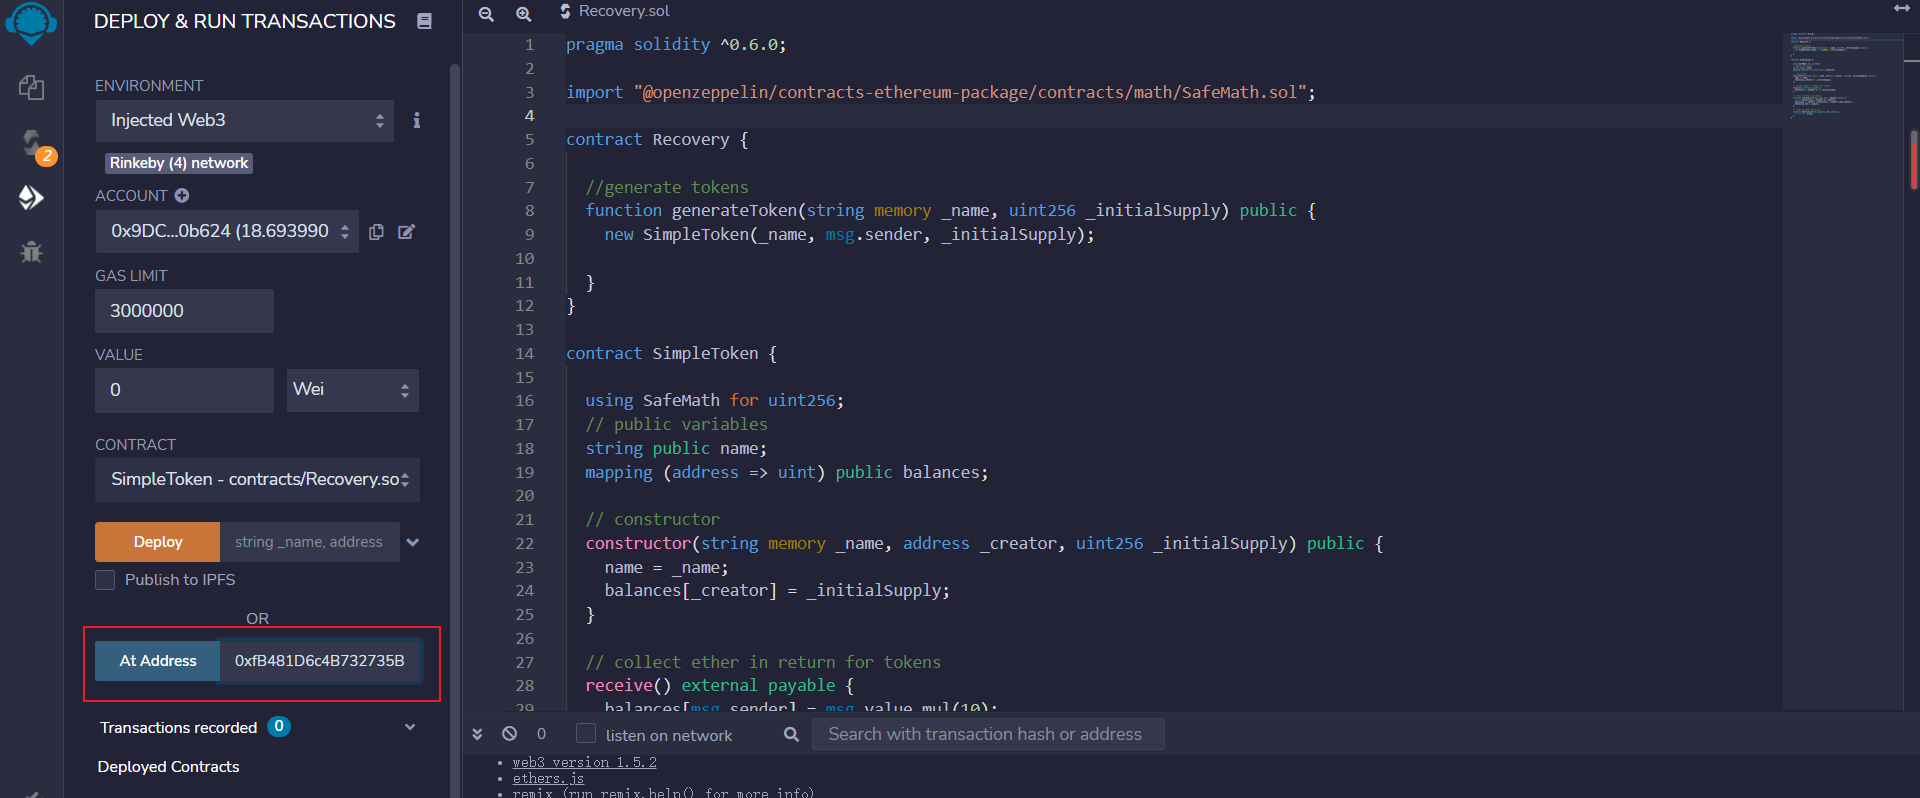 DEPLOY & RUN TRANSACTIONS
ENVIRONMENT
Injected Web3
Rinkeby (4) network
ACCOUNT
0x9DC...0b624 (18.693990
GAS LIMIT
3000000
VALUE
0
Wei
CONTRACT
SimpleToken - contracts/Recovery.so
Deploy
string _name, address
Publish to IPFS
OR
At Address
0xfB481D6c4B732735B
Transactions recorded 0
Deployed Contracts
2
Recovery.sol
1 pragma solidity ^0.6.0;
2
3 import "@openzeppelin/contracts-ethereum-package/contracts/math/SafeMath.sol";
4
5 contract Recovery {
6
7 //generate tokens
8 function generateToken(string memory _name, uint256 _initialSupply) public {
9 new SimpleToken(_name, msg.sender, _initialSupply);
10
11 }
12 }
13
14 contract SimpleToken {
15
16 using SafeMath for uint256;
17 // public variables
18 string public name;
19 mapping (address => uint) public balances;
20
21 // constructor
22 constructor(string memory _name, address _creator, uint256 _initialSupply) public {
23 name = _name;
24 balances[_creator] = _initialSupply;
25 }
26
27 // collect ether in return for tokens
28 receive() external payable {
29 balances[msg.sender] = msg.value.mul(10);
0
listen on network
Search with transaction hash or address
• web3 version 1.5.2
• ethers.js
• remix (run remix.help() for more info)